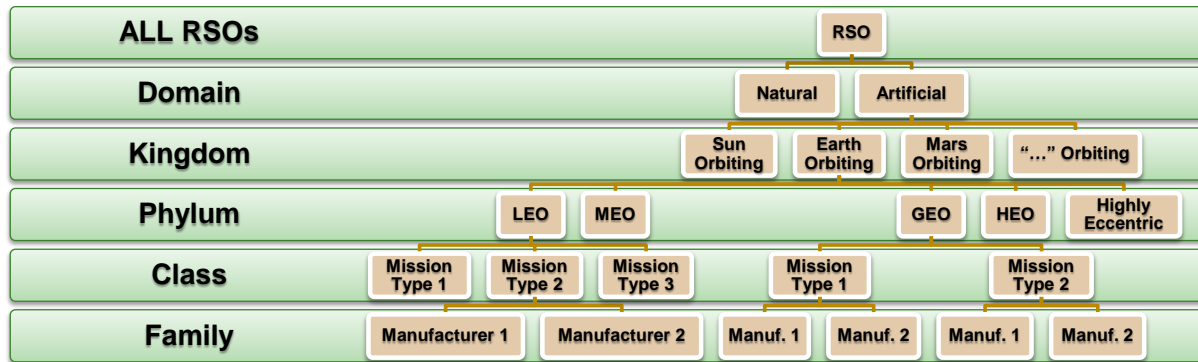 ALL RSOs
RSO
Domain
Natural
Artificial
Kingdom
Sun
Orbiting
Earth
Orbiting
Mars
Orbiting
“…” Orbiting
Phylum
LEO
MEO
GEO
HEO
Highly
Eccentric
Class
Mission
Type 1
Mission
Type 2
Mission
Type 3
Mission
Type 1
Mission
Type 2
Family
Manufacturer 1
Manufacturer 2
Manuf. 1
Manuf. 2
Manuf. 1
Manuf. 2